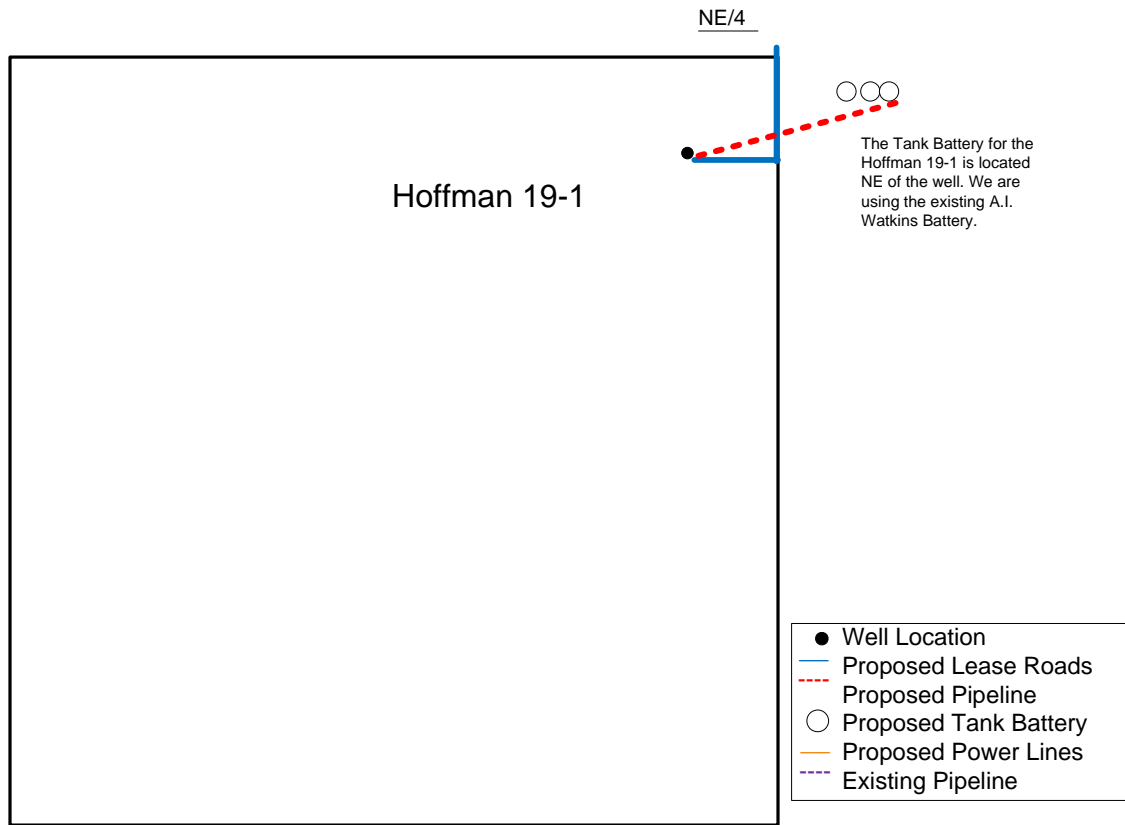 NE/4
The Tank Battery for the
Hoffman 19-1 is located
NE of the well. We are
using the existing A.I.
Watkins Battery.
Hoffman 19-1
Well Location
Proposed Lease Roads
Proposed Pipeline
Proposed Tank Battery
Proposed Power Lines
Existing Pipeline